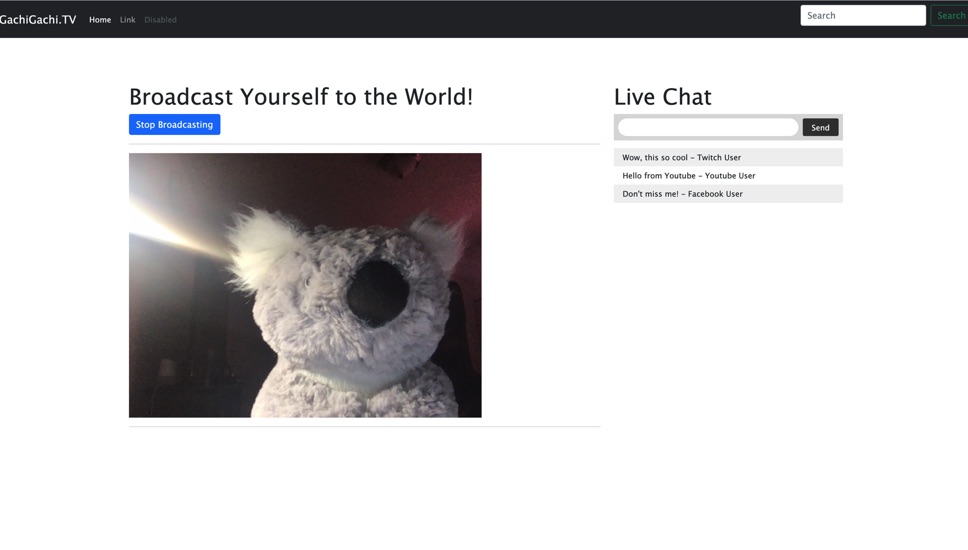 GachiGachi.TV Home Link Disabled Search Search
Broadcast Yourself to the World!
Stop Broadcasting
Live Chat
Send
Wow, this so cool - Twitch User
Hello from Youtube - Youtube User
Don't miss me! - Facebook User